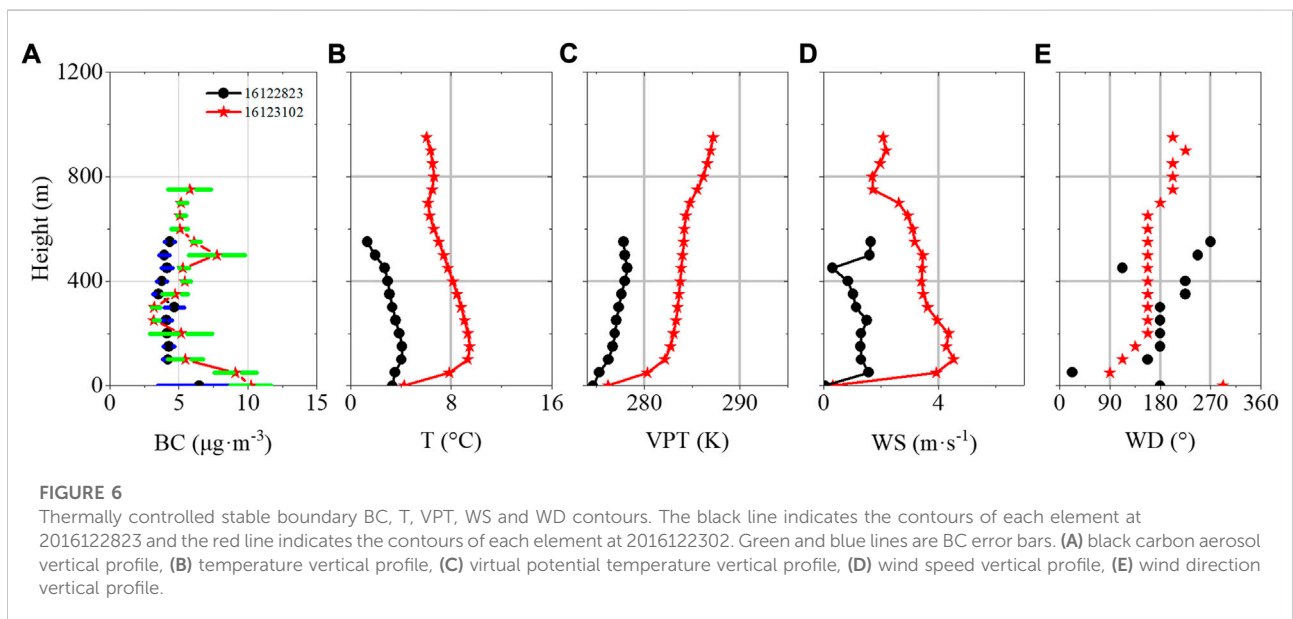 A B C D E
1200
800
400
0
Height (m)
16122823
16123102
0 5 10 15
0 8 16
280 290
0 4
0 90 180 270 360
BC (μg·m-3) T (°C) VPT (K) WS (m·s-1) WD (°)
FIGURE 6
Thermally controlled stable boundary BC, T, VPT, WS and WD contours. The black line indicates the contours of each element at
2016122823 and the red line indicates the contours of each element at 2016122302. Green and blue lines are BC error bars. (A) black carbon aerosol
vertical profile, (B) temperature vertical profile, (C) virtual potential temperature vertical profile, (D) wind speed vertical profile, (E) wind direction
vertical profile.